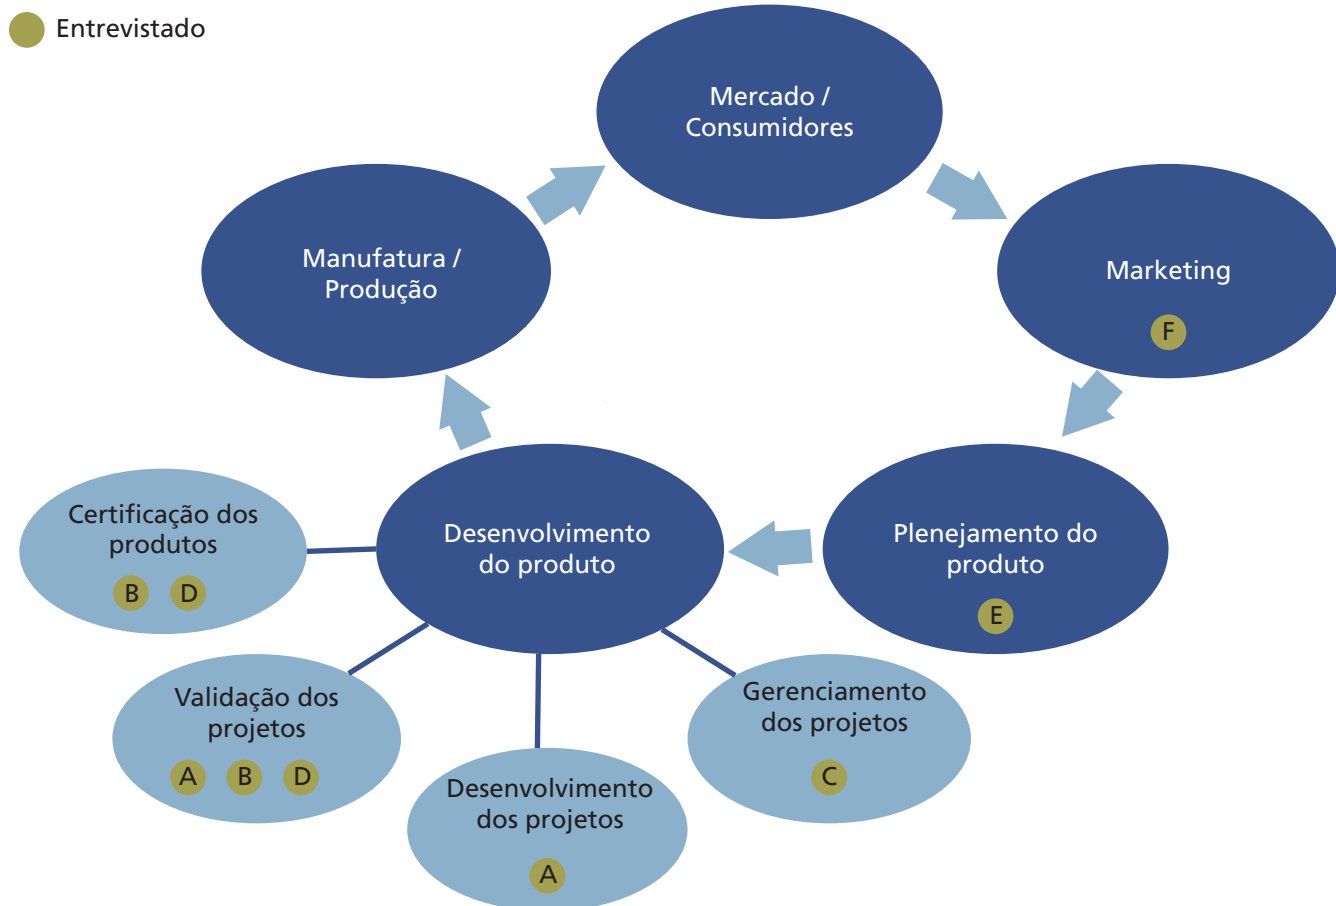 Entrevistado
Mercado /
Consumidores
Marketing
F
Manufatura /
Produção
Desenvolvimento
do produto
Plenejamento do
produto
E
Certificação dos
produtos
B D
Validação dos
projetos
A B D
Desenvolvimento
dos projetos
A
Gerenciamento
dos projetos
C